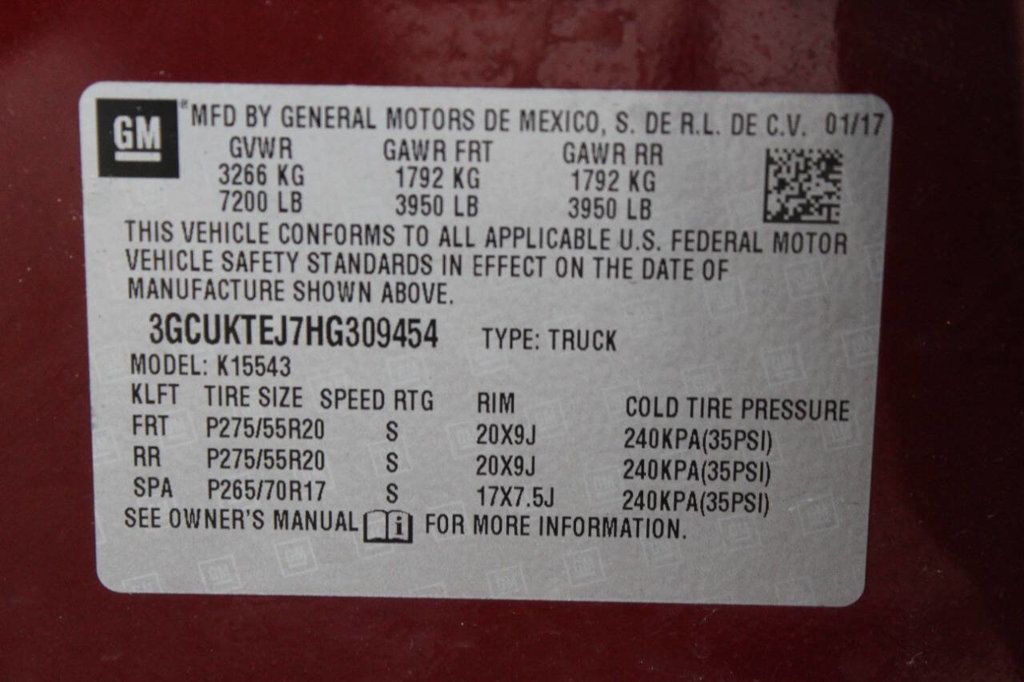 GM ® MFD BY GENERAL MOTORS DE MEXICO, S. DE R.L. DE C.V. 01/17
GVWR GAWR FRT GAWR RR
3266 KG 1792 KG 1792 KG
7200 LB 3950 LB 3950 LB
THIS VEHICLE CONFORMS TO ALL APPLICABLE U.S. FEDERAL MOTOR
VEHICLE SAFETY STANDARDS IN EFFECT ON THE DATE OF
MANUFACTURE SHOWN ABOVE.
3GCUKTEJ7HG309454 TYPE: TRUCK
MODEL: K15543
KLFT TIRE SIZE SPEED RTG RIM COLD TIRE PRESSURE
FRT P275/55R20 S 20X9J 240KPA(35PSI)
RR P275/55R20 S 20X9J 240KPA(35PSI)
SPA P265/70R17 S 17X7.5J 240KPA(35PSI)
SEE OWNER'S MANUAL i FOR MORE INFORMATION.